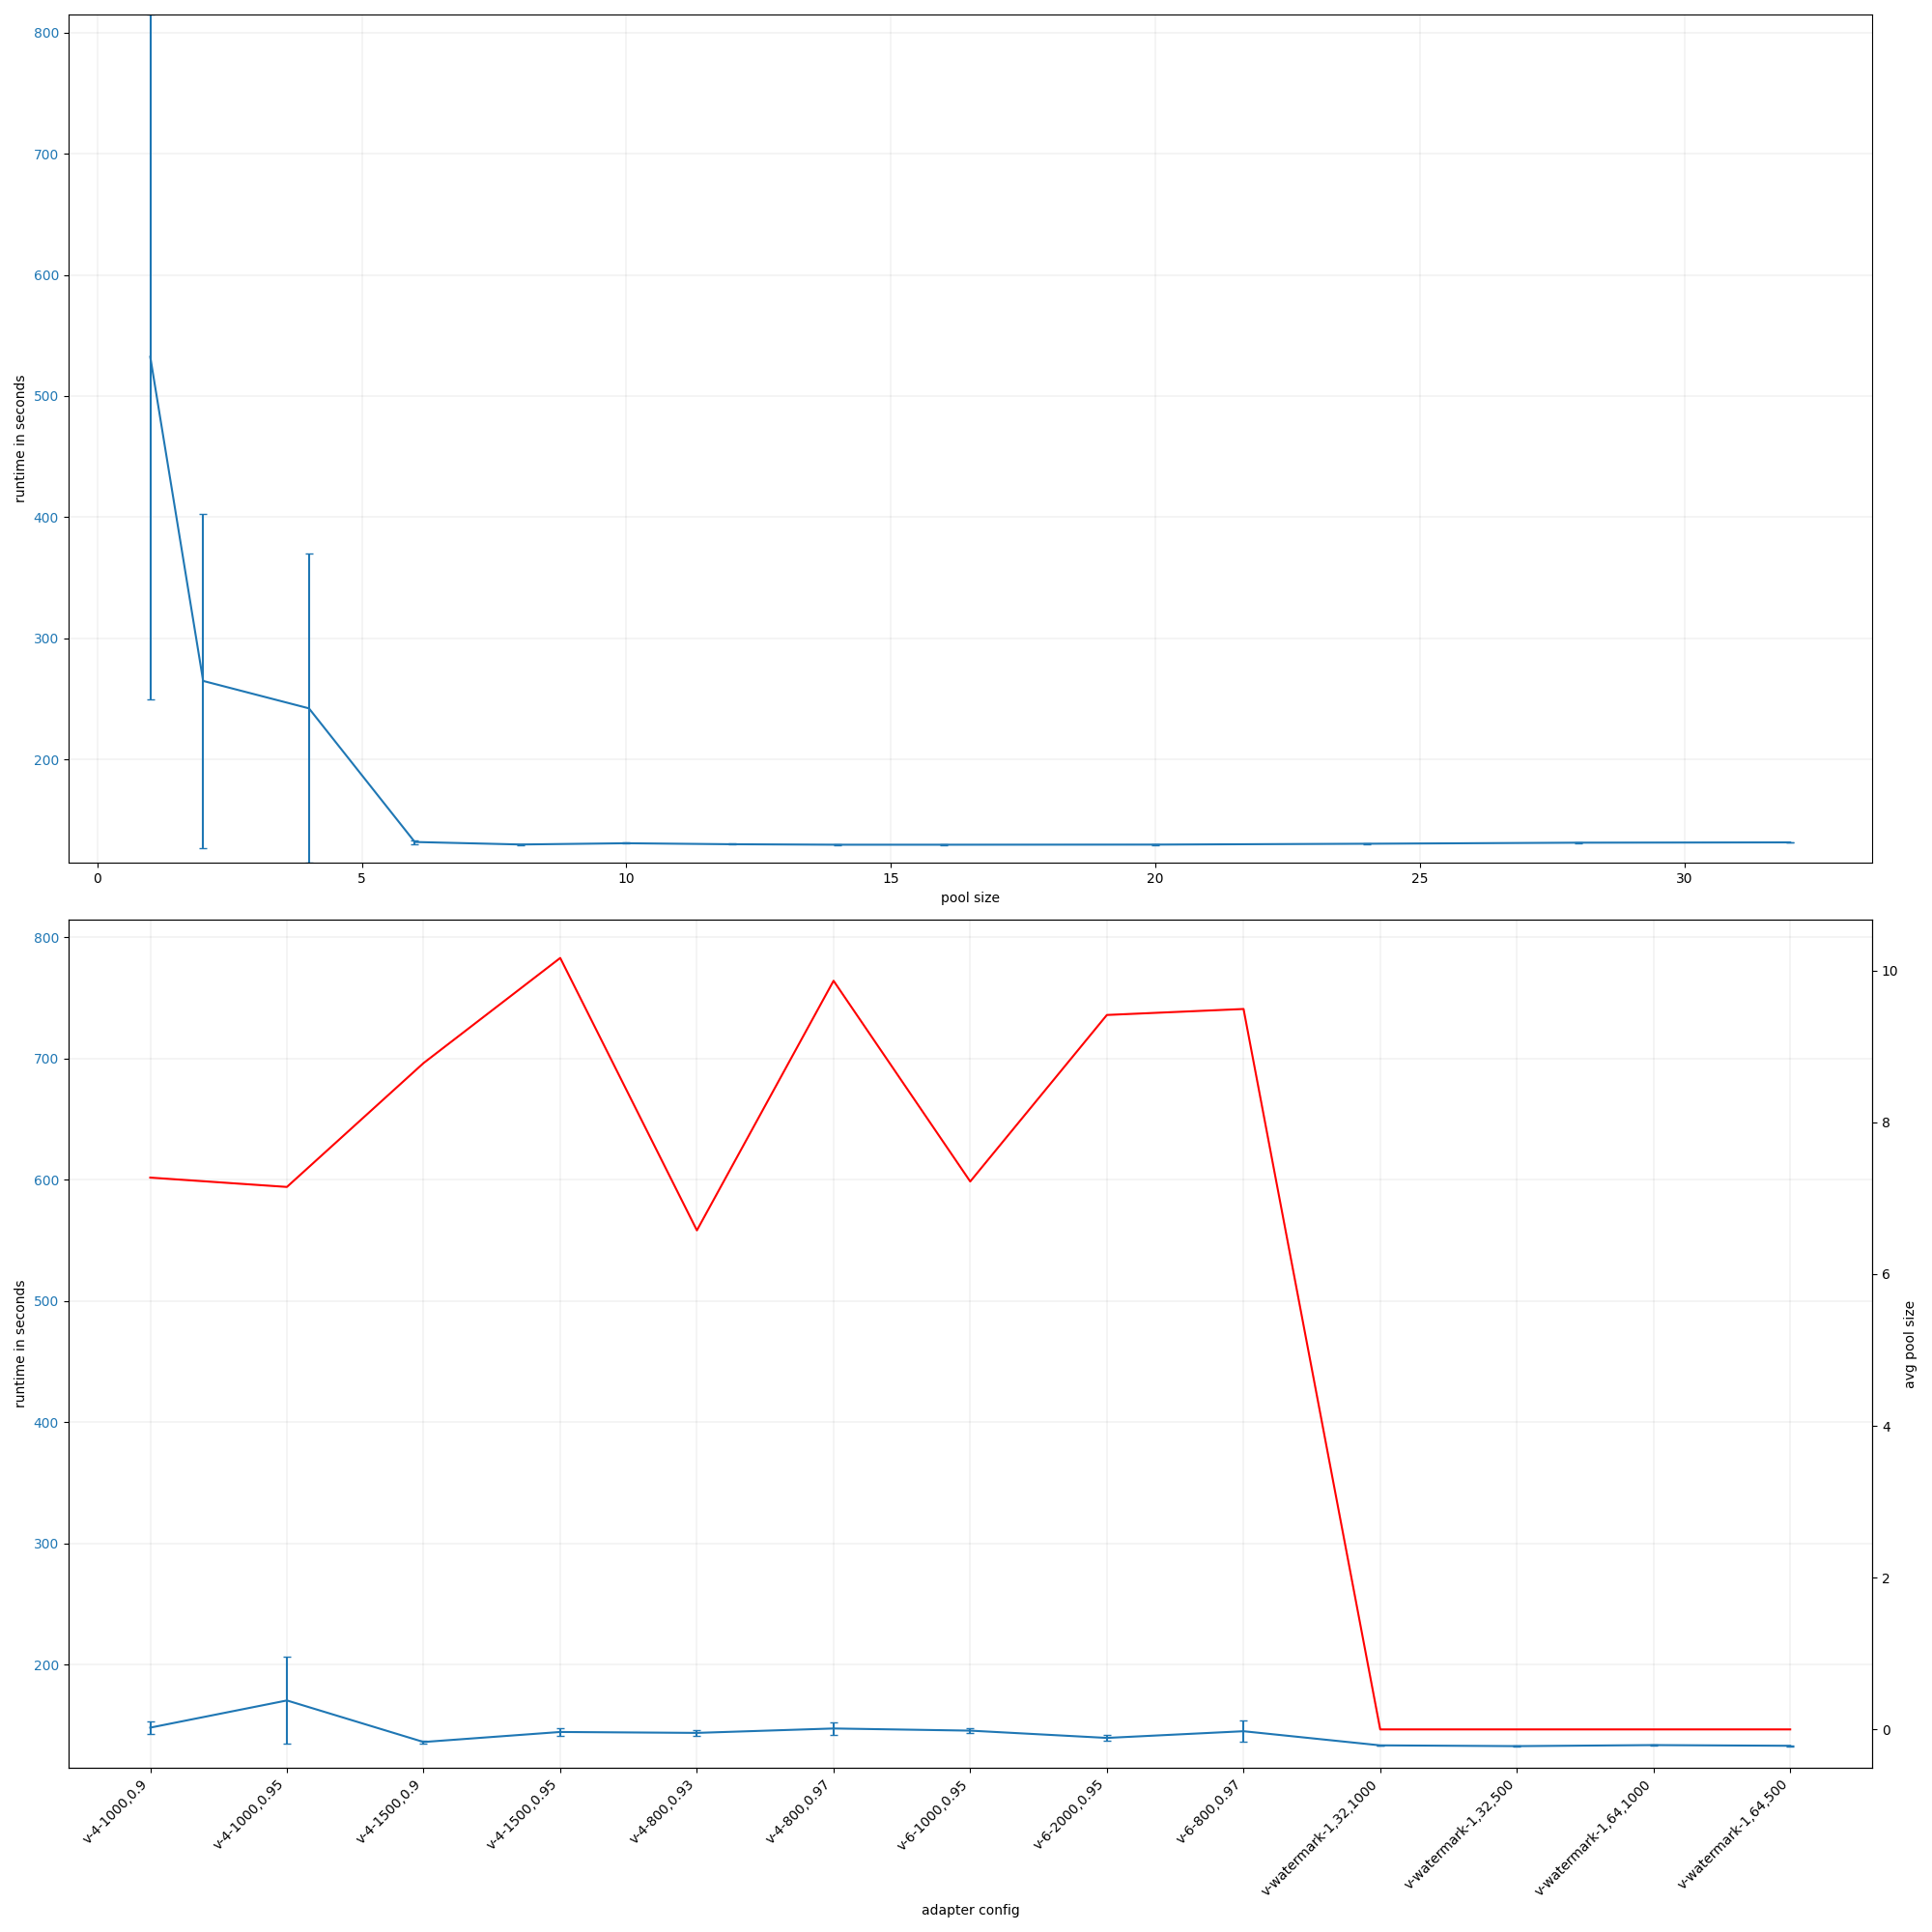 800
700
600
500
400
300
200
runtime in seconds
0 5 10 15 20 25 30
pool size
800
700
600
500
400
300
200
runtime in seconds
10
8
6
4
2
0
avg pool size
v-4-1000,0.9
v-4-1000,0.95
v-4-1500,0.9
v-4-1500,0.95
v-4-800,0.93
v-4-800,0.97
v-6-1000,0.95
v-6-2000,0.95
v-6-800,0.97
v-watermark-1,32,1000
v-watermark-1,32,500
v-watermark-1,64,1000
v-watermark-1,64,500
adapter config